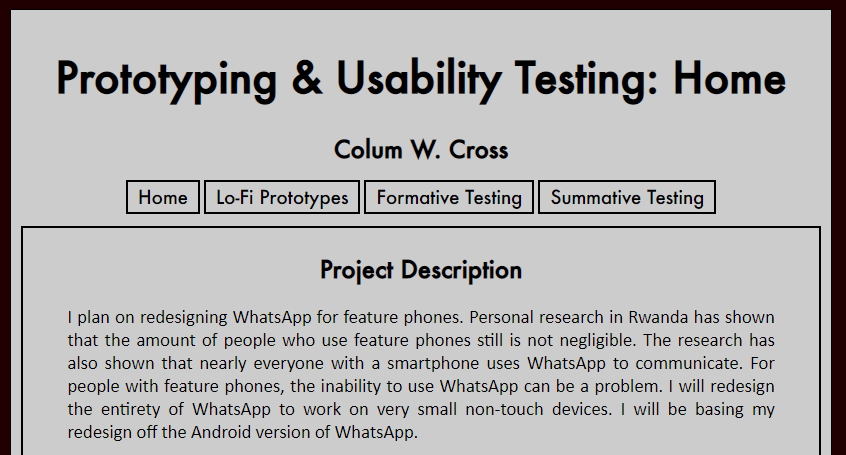 Prototyping & Usability Testing: Home
Colum W. Cross
Home Lo-Fi Prototypes Formative Testing Summative Testing
Project Description
I plan on redesigning WhatsApp for feature phones. Personal research in Rwanda has shown
that the amount of people who use feature phones still is not negligible. The research has
also shown that nearly everyone with a smartphone uses WhatsApp to communicate. For
people with feature phones, the inability to use WhatsApp can be a problem. I will redesign
the entirety of WhatsApp to work on very small non-touch devices. I will be basing my
redesign off the Android version of WhatsApp.